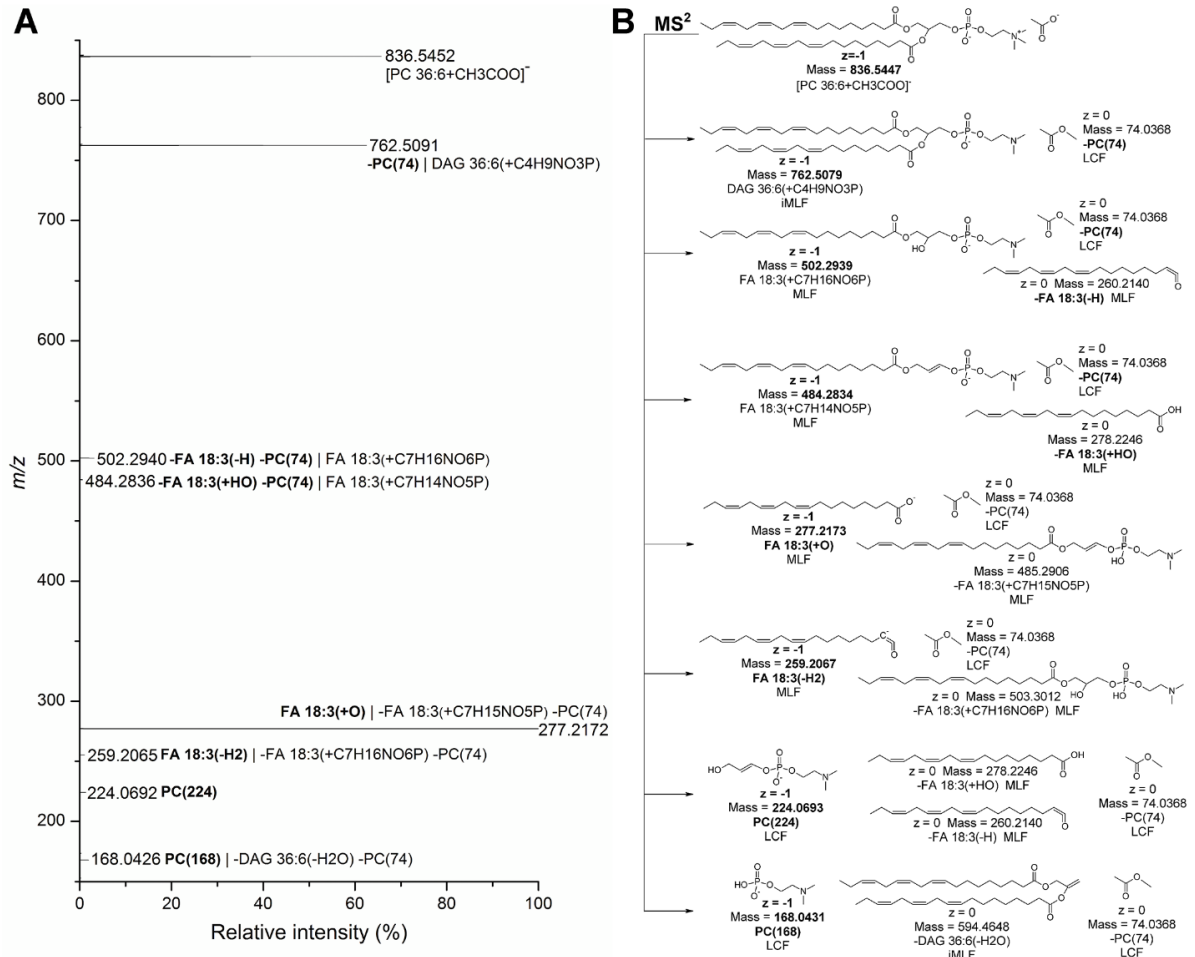 A
836.5452
[PC 36:6+CH3COO]-
800
762.5091
-PC(74) | DAG 36:6(+C4H9NO3P)
700
600
m/z
500
502.2940 -FA 18:3(-H) -PC(74) | FA 18:3(+C7H16NO6P)
484.2836 -FA 18:3(+HO) -PC(74) | FA 18:3(+C7H14NO5P)
400
300
FA 18:3(+O) | -FA 18:3(+C7H15NO5P) -PC(74)
277.2172
259.2065 FA 18:3(-H2) | -FA 18:3(+C7H16NO6P) -PC(74)
224.0692 PC(224)
200
168.0426 PC(168) | -DAG 36:6(-H2O) -PC(74)
0 20 40 60 80 100
Relative intensity (%)
B
MS2
z=-1
Mass = 836.5447
[PC 36:6+CH3COO]-
z = -1
Mass = 762.5079
DAG 36:6(+C4H9NO3P)
iMLF
z = 0
Mass = 74.0368
-PC(74)
LCF
z = -1
Mass = 502.2939
FA 18:3(+C7H16NO6P)
MLF
z = 0
Mass = 74.0368
-PC(74)
LCF
z = 0 Mass = 260.2140
-FA 18:3(-H) MLF
z = -1
Mass = 484.2834
FA 18:3(+C7H14NO5P)
MLF
z = 0
Mass = 74.0368
-PC(74)
LCF
z = 0
Mass = 278.2246
-FA 18:3(+HO)
MLF
z = -1
Mass = 277.2173
FA 18:3(+O)
MLF
z = 0
Mass = 74.0368
-PC(74)
LCF
z = 0
Mass = 485.2906
-FA 18:3(+C7H15NO5P)
MLF
z = -1
Mass = 259.2067
FA 18:3(-H2)
MLF
z = 0
Mass = 74.0368
-PC(74)
LCF
z = 0 Mass = 503.3012
-FA 18:3(+C7H16NO6P) MLF
z = -1
Mass = 224.0693
PC(224)
LCF
z = 0 Mass = 278.2246
-FA 18:3(+HO) MLF
z = 0 Mass = 260.2140
-FA 18:3(-H) MLF
z = 0
Mass = 74.0368
-PC(74)
LCF
z = -1
Mass = 168.0431
PC(168)
LCF
z = 0
Mass = 594.4648
-DAG 36:6(-H2O)
iMLF
z = 0
Mass = 74.0368
-PC(74)
LCF